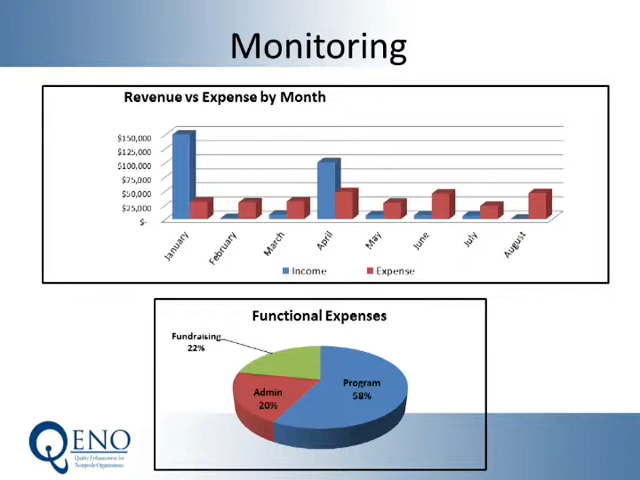 Monitoring
Revenue vs Expense by Month
$150,000
$125,000
$100,000
$75,000
$50,000
$25,000
$-
January
February
March
April
May
June
July
August
Income
Expense
Functional Expenses
Fundraising
22%
Program
58%
Admin
20%
QENO
Quality Enhancement for
Nonprofit Organizations